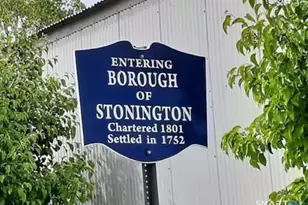 ENTERING
BOROUGH
OF
STONINGTON
Chartered 1801
Settled in 1752